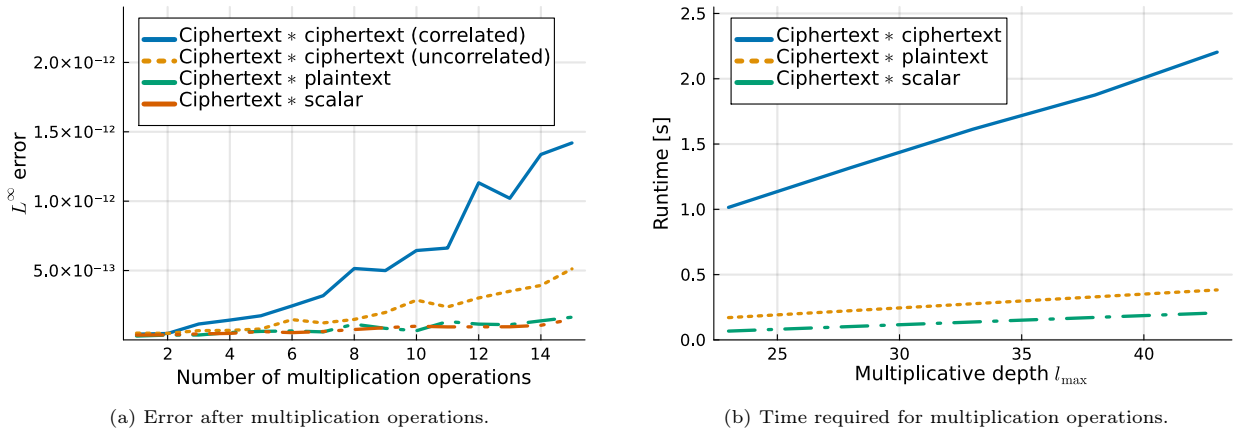 Ciphertext ∗ ciphertext (correlated)
Ciphertext ∗ ciphertext (uncorrelated)
Ciphertext ∗ plaintext
Ciphertext ∗ scalar
2.0×10⁻¹²
1.5×10⁻¹²
1.0×10⁻¹²
5.0×10⁻¹³
L∞ error
2 4 6 8 10 12 14
Number of multiplication operations
(a) Error after multiplication operations.
Ciphertext ∗ ciphertext
Ciphertext ∗ plaintext
Ciphertext ∗ scalar
2.5
2.0
1.5
1.0
0.5
0.0
Runtime [s]
25 30 35 40
Multiplicative depth lmax
(b) Time required for multiplication operations.